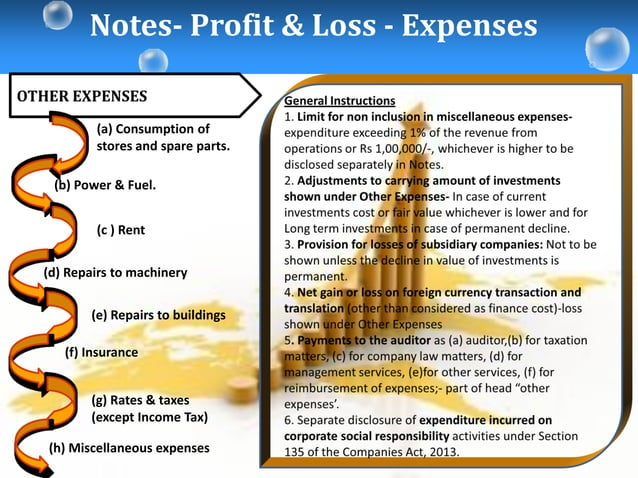 Notes- Profit & Loss - Expenses
OTHER EXPENSES
(a) Consumption of
stores and spare parts.
(b) Power & Fuel.
(c ) Rent
(d) Repairs to machinery
(e) Repairs to buildings
(f) Insurance
(g) Rates & taxes
(except Income Tax)
(h) Miscellaneous expenses
General Instructions
1. Limit for non inclusion in miscellaneous expenses-
expenditure exceeding 1% of the revenue from
operations or Rs 1,00,000/-, whichever is higher to be
disclosed separately in Notes.
2. Adjustments to carrying amount of investments
shown under Other Expenses- In case of current
investments cost or fair value whichever is lower and for
Long term investments in case of permanent decline.
3. Provision for losses of subsidiary companies: Not to be
shown unless the decline in value of investments is
permanent.
4. Net gain or loss on foreign currency transaction and
translation (other than considered as finance cost)-loss
shown under Other Expenses
5. Payments to the auditor as (a) auditor,(b) for taxation
matters, (c) for company law matters, (d) for
management services, (e)for other services, (f) for
reimbursement of expenses;- part of head “other
expenses’.
6. Separate disclosure of expenditure incurred on
corporate social responsibility activities under Section
135 of the Companies Act, 2013.